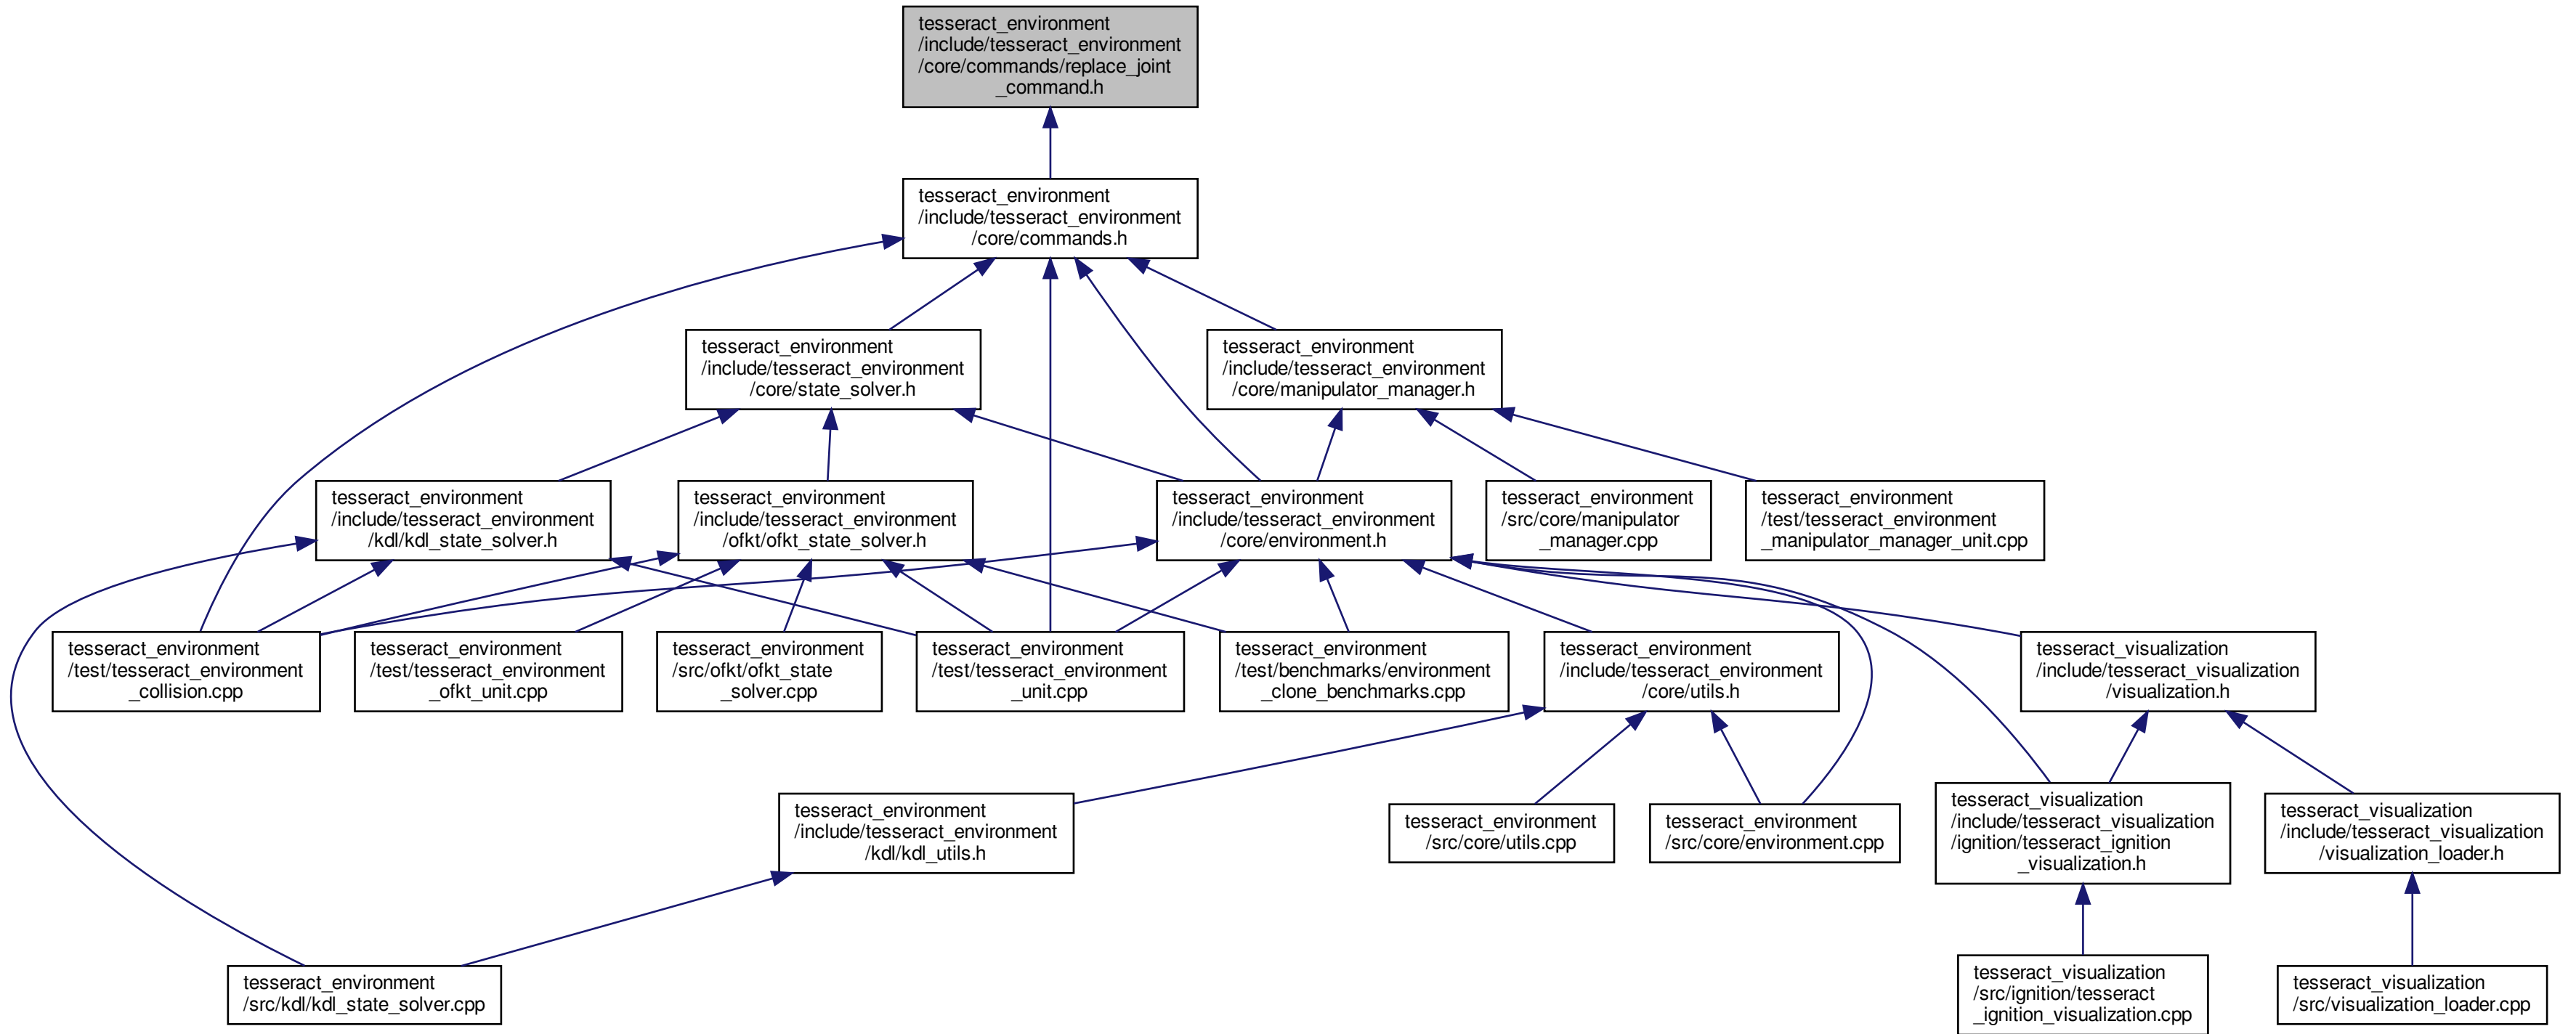 tesseract_environment
/include/tesseract_environment
/core/commands/replace_joint
_command.h
tesseract_environment
/include/tesseract_environment
/core/commands.h
tesseract_environment
/include/tesseract_environment
/core/state_solver.h
tesseract_environment
/include/tesseract_environment
/core/manipulator_manager.h
tesseract_environment
/include/tesseract_environment
/kdl/kdl_state_solver.h
tesseract_environment
/include/tesseract_environment
/ofkt/ofkt_state_solver.h
tesseract_environment
/include/tesseract_environment
/core/environment.h
tesseract_environment
/src/core/manipulator
_manager.cpp
tesseract_environment
/test/tesseract_environment
_manipulator_manager_unit.cpp
tesseract_environment
/test/tesseract_environment
_collision.cpp
tesseract_environment
/test/tesseract_environment
_ofkt_unit.cpp
tesseract_environment
/src/ofkt/ofkt_state
_solver.cpp
tesseract_environment
/test/tesseract_environment
_unit.cpp
tesseract_environment
/test/benchmarks/environment
_clone_benchmarks.cpp
tesseract_environment
/include/tesseract_environment
/core/utils.h
tesseract_visualization
/include/tesseract_visualization
/visualization.h
tesseract_environment
/include/tesseract_environment
/kdl/kdl_utils.h
tesseract_environment
/src/core/utils.cpp
tesseract_environment
/src/core/environment.cpp
tesseract_visualization
/include/tesseract_visualization
/ignition/tesseract_ignition
_visualization.h
tesseract_visualization
/include/tesseract_visualization
/visualization_loader.h
tesseract_environment
/src/kdl/kdl_state_solver.cpp
tesseract_visualization
/src/ignition/tesseract
_ignition_visualization.cpp
tesseract_visualization
/src/visualization_loader.cpp